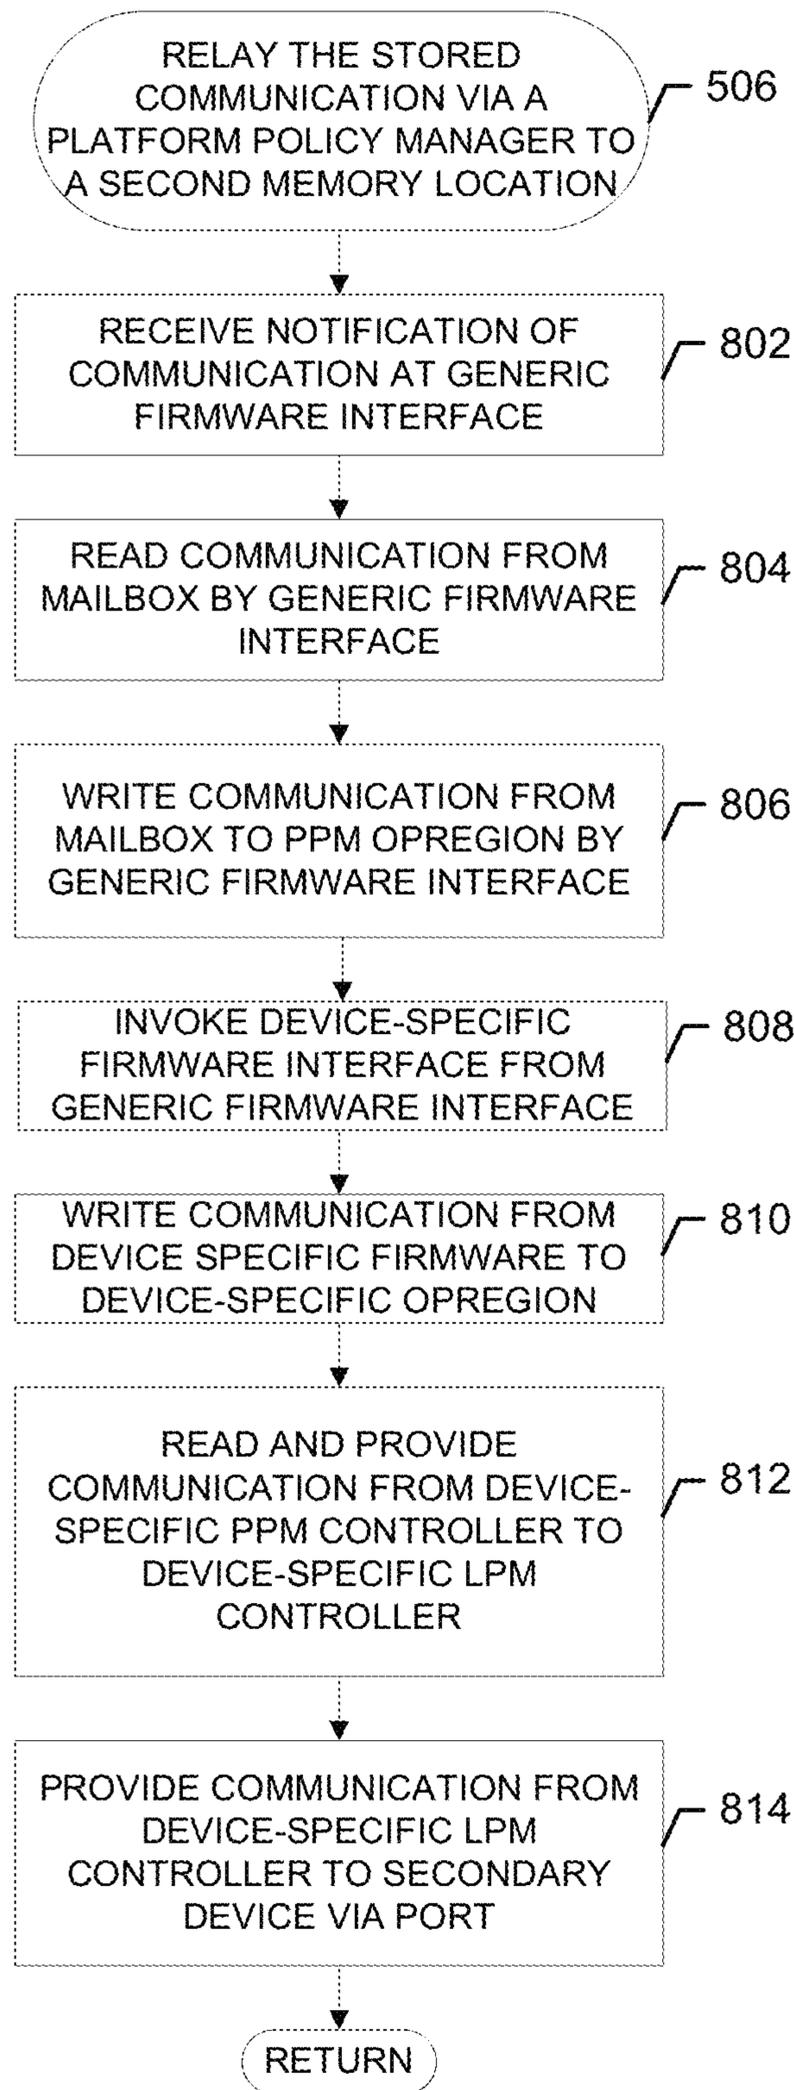 RELAY THE STORED
COMMUNICATION VIA A
PLATFORM POLICY MANAGER TO
A SECOND MEMORY LOCATION
506
RECEIVE NOTIFICATION OF
COMMUNICATION AT GENERIC
FIRMWARE INTERFACE
802
READ COMMUNICATION FROM
MAILBOX BY GENERIC FIRMWARE
INTERFACE
804
WRITE COMMUNICATION FROM
MAILBOX TO PPM OPREGION BY
GENERIC FIRMWARE INTERFACE
806
INVOKE DEVICE-SPECIFIC
FIRMWARE INTERFACE FROM
GENERIC FIRMWARE INTERFACE
808
WRITE COMMUNICATION FROM
DEVICE SPECIFIC FIRMWARE TO
DEVICE-SPECIFIC OPREGION
810
READ AND PROVIDE
COMMUNICATION FROM DEVICE-
SPECIFIC PPM CONTROLLER TO
DEVICE-SPECIFIC LPM
CONTROLLER
812
PROVIDE COMMUNICATION FROM
DEVICE-SPECIFIC LPM
CONTROLLER TO SECONDARY
DEVICE VIA PORT
814
RETURN